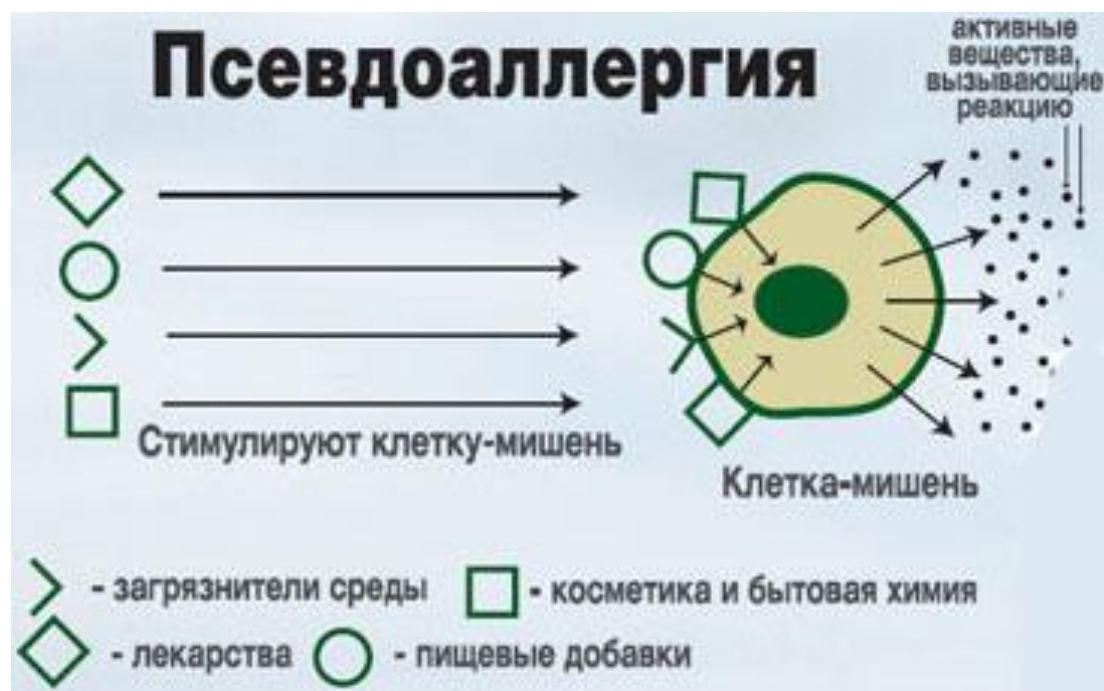 Псевдоаллергия
активные
вещества,
вызывающие
реакцию
Стимулируют клетку-мишень
Клетка-мишень
- загрязнители среды
- косметика и бытовая химия
- лекарства
- пищевые добавки